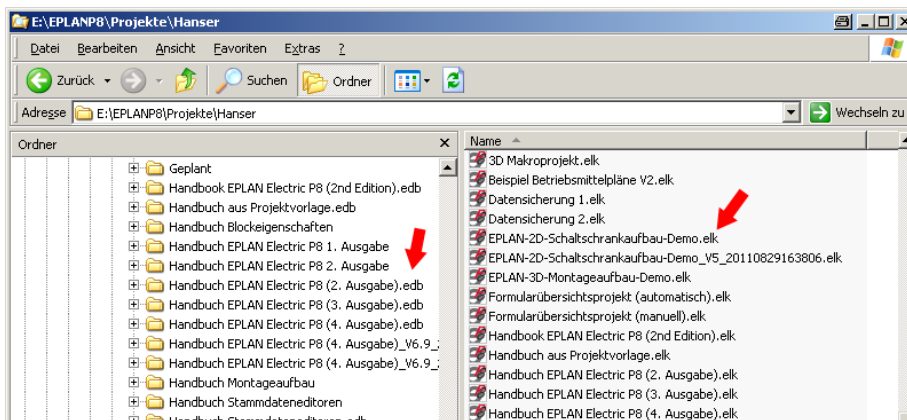 E:\EPLANP8\Projekte\Hanser
Datei Bearbeiten Ansicht Favoriten Extras ?
Zurück Suchen Ordner
Adresse E:\EPLANP8\Projekte\Hanser Wechseln zu
Ordner
Geplant
Handbook EPLAN Electric P8 (2nd Edition).edb
Handbuch aus Projektvorlage.edb
Handbuch Blockeigenschaften
Handbuch EPLAN Electric P8 1. Ausgabe
Handbuch EPLAN Electric P8 2. Ausgabe
Handbuch EPLAN Electric P8 (2. Ausgabe).edb
Handbuch EPLAN Electric P8 (3. Ausgabe).edb
Handbuch EPLAN Electric P8 (4. Ausgabe).edb
Handbuch EPLAN Electric P8 (4. Ausgabe)_V6.9_
Handbuch EPLAN Electric P8 (4. Ausgabe)_V6.9_
Handbuch Montageaufbau
Handbuch Stammdateneditoren
Handbuch Stammdateneditoren.edb
Name
3D Makroprojekt.elk
Beispiel Betriebsmittelpläne V2.elk
Datensicherung 1.elk
Datensicherung 2.elk
EPLAN-2D-Schaltschrankaufbau-Demo.elk
EPLAN-2D-Schaltschrankaufbau-Demo_V5_20110829163806.elk
EPLAN-3D-Montageaufbau-Demo.elk
Formularübersichtsprojekt (automatisch).elk
Formularübersichtsprojekt (manuell).elk
Handbook EPLAN Electric P8 (2nd Edition).elk
Handbuch aus Projektvorlage.elk
Handbuch EPLAN Electric P8 (2. Ausgabe).elk
Handbuch EPLAN Electric P8 (3. Ausgabe).elk
Handbuch EPLAN Electric P8 (4. Ausgabe).elk